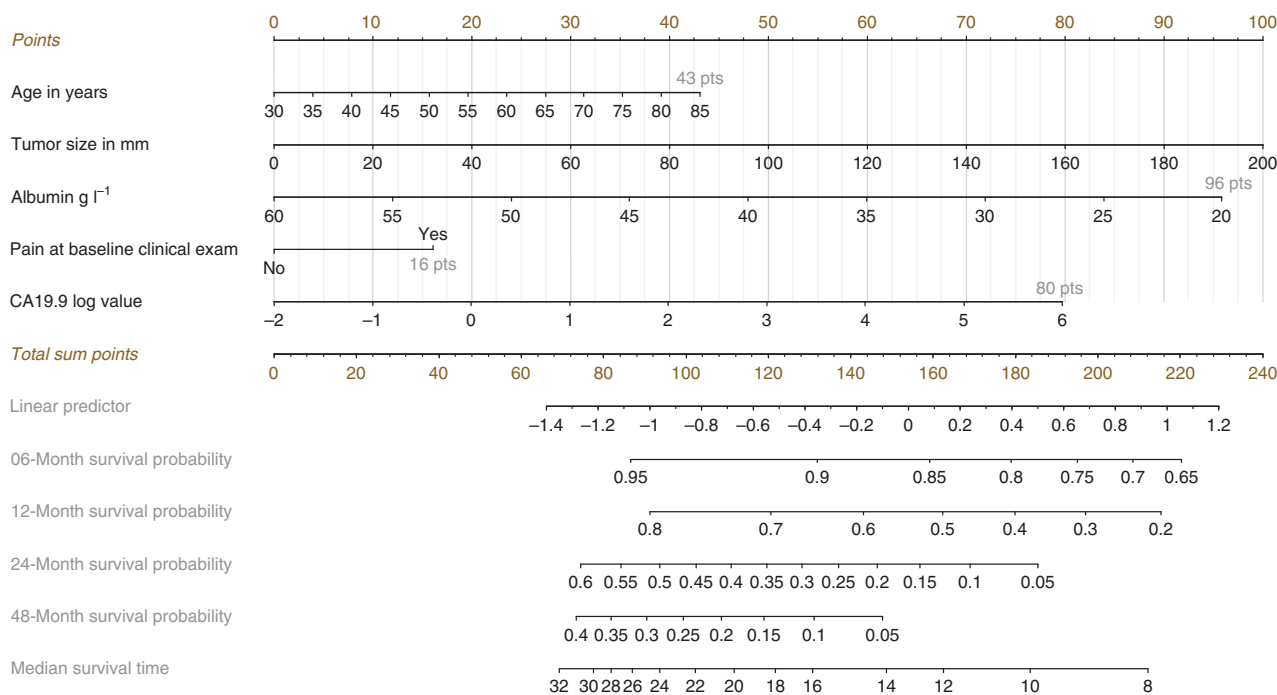 0 10 20 30 40 50 60 70 80 90 100
Points
43 pts
Age in years
30 35 40 45 50 55 60 65 70 75 80 85
Tumor size in mm
0 20 40 60 80 100 120 140 160 180 200
96 pts
Albumin g l⁻¹
60 55 50 45 40 35 30 25 20
Yes
Pain at baseline clinical exam
No 16 pts
80 pts
CA19.9 log value
−2 −1 0 1 2 3 4 5 6
Total sum points
0 20 40 60 80 100 120 140 160 180 200 220 240
Linear predictor
−1.4 −1.2 −1 −0.8 −0.6 −0.4 −0.2 0 0.2 0.4 0.6 0.8 1 1.2
06-Month survival probability
0.95 0.9 0.85 0.8 0.75 0.7 0.65
12-Month survival probability
0.8 0.7 0.6 0.5 0.4 0.3 0.2
24-Month survival probability
0.6 0.55 0.5 0.45 0.4 0.35 0.3 0.25 0.2 0.15 0.1 0.05
48-Month survival probability
0.4 0.35 0.3 0.25 0.2 0.15 0.1 0.05
Median survival time
32 30 28 26 24 22 20 18 16 14 12 10 8